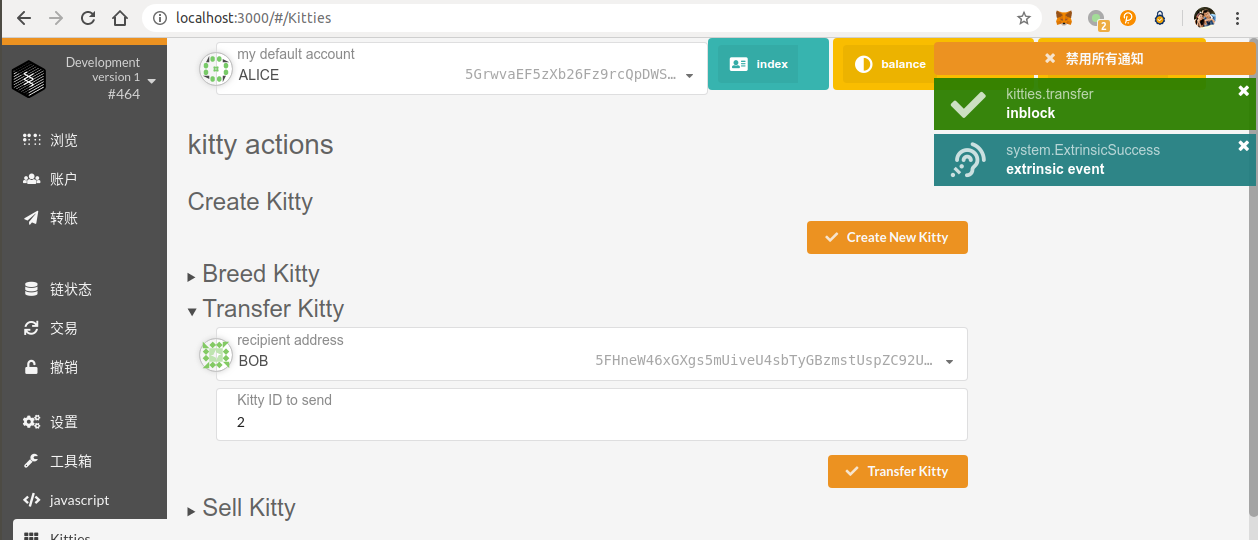 localhost:3000/#/Kitties
2
Development
version 1
#464
浏览
账户
转账
链状态
交易
撤销
设置
工具箱
javascript
Kitties
my default account
ALICE 5GrwvaEF5zXb26Fz9rcQpDWS…
index
balance
禁用所有通知
kitties.transfer
inblock
system.ExtrinsicSuccess
extrinsic event
kitty actions
Create Kitty
Create New Kitty
Breed Kitty
Transfer Kitty
recipient address
BOB 5FHneW46xGXgs5mUiveU4sbTyGBzmstUspZC92U…
Kitty ID to send
2
Transfer Kitty
Sell Kitty